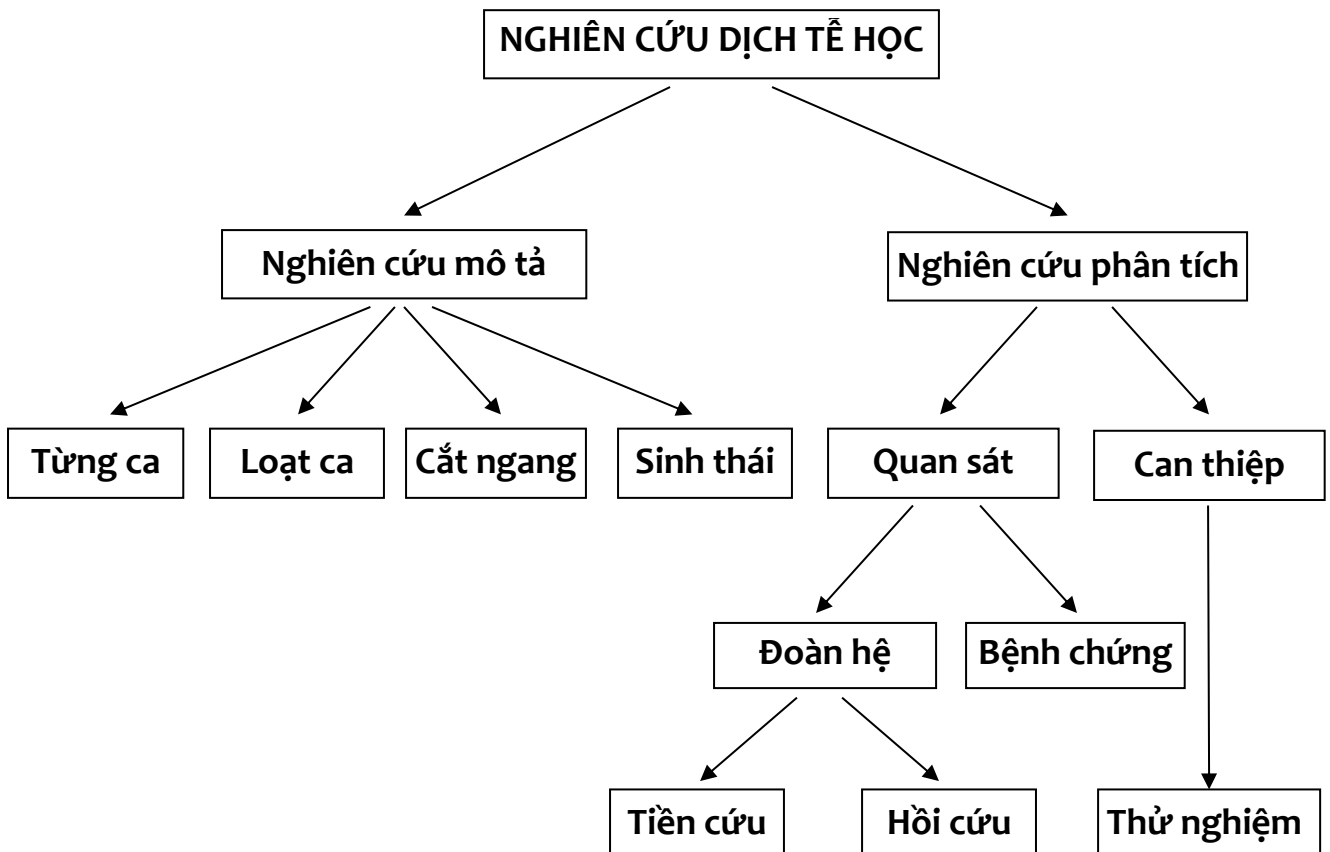 NGHIÊN CỨU DỊCH TỄ HỌC
Nghiên cứu mô tả
Nghiên cứu phân tích
Từng ca
Loạt ca
Cắt ngang
Sinh thái
Quan sát
Can thiệp
Đoàn hệ
Bệnh chứng
Tiền cứu
Hồi cứu
Thử nghiệm